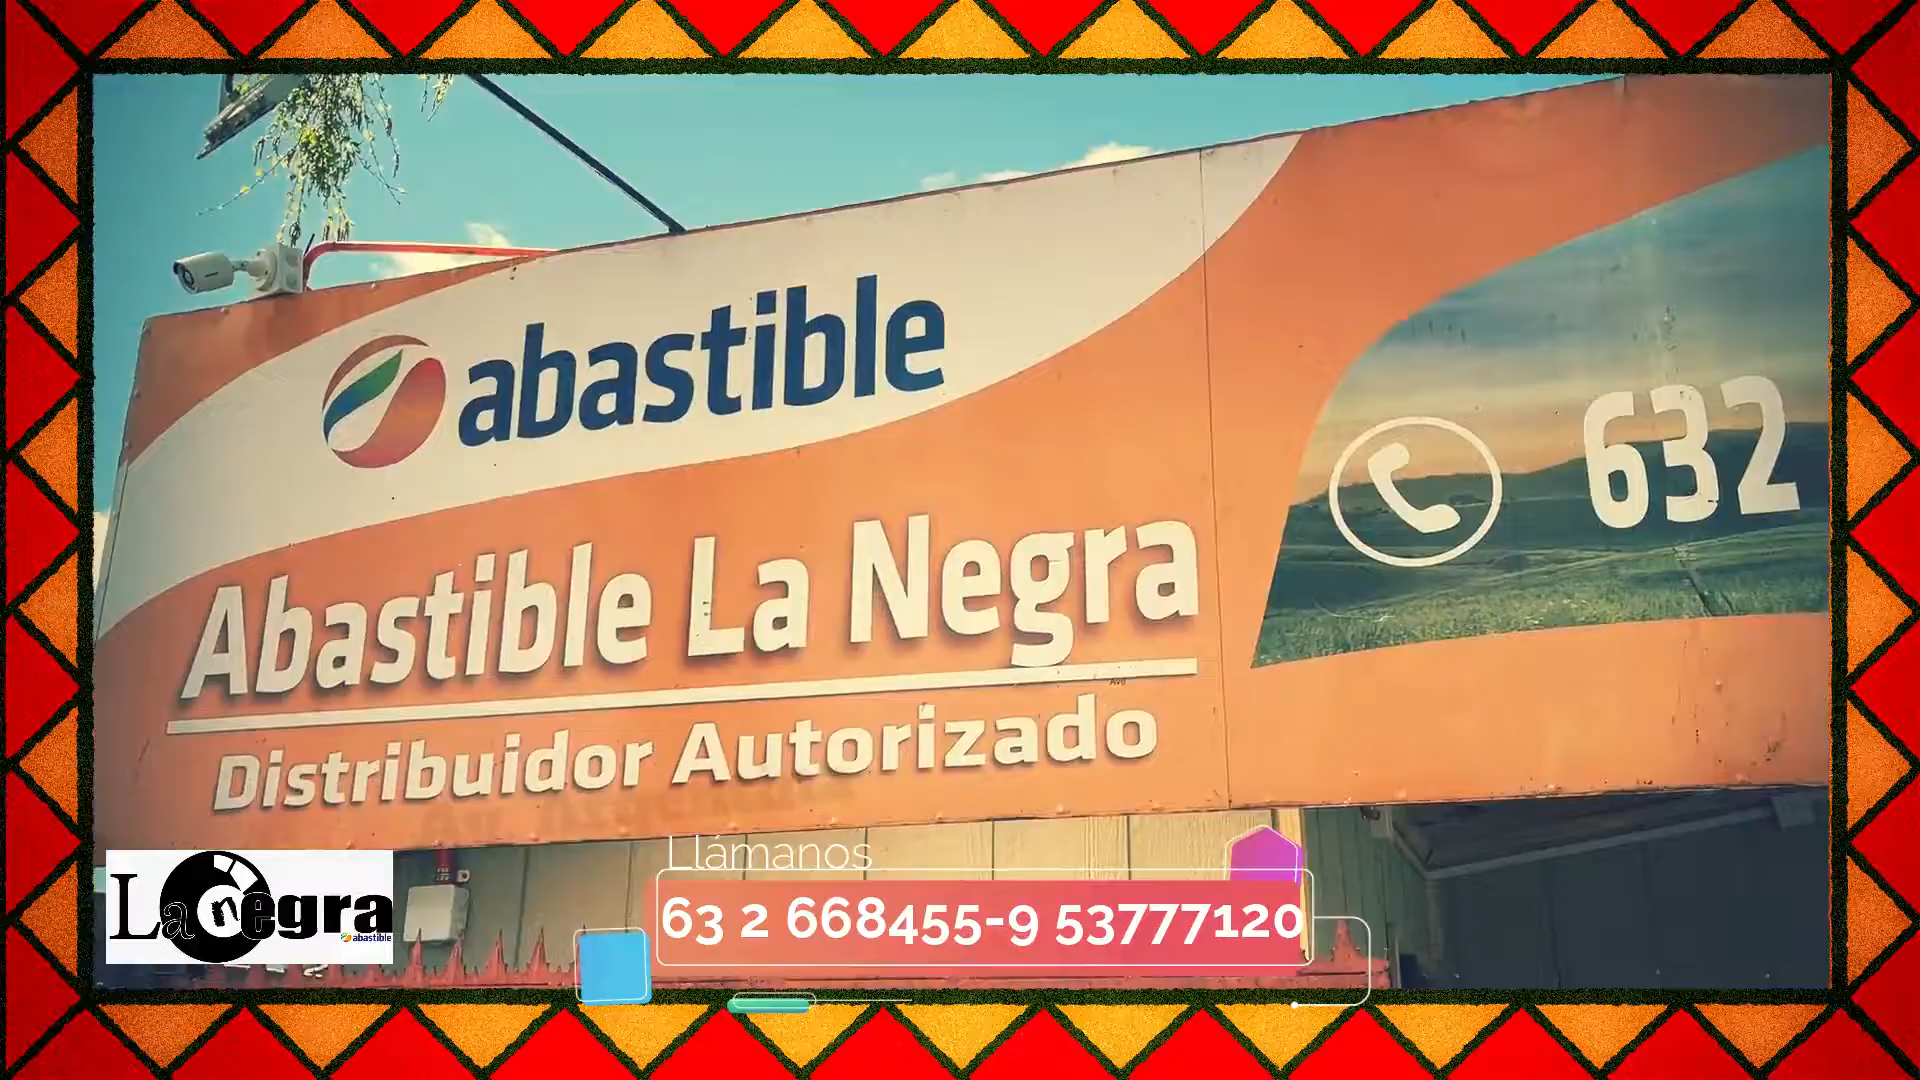 abastible
Abastible La Negra
Distribuidor Autorizado
632
Llámanos
63 2 668455-9 53777120
La negra
abastible